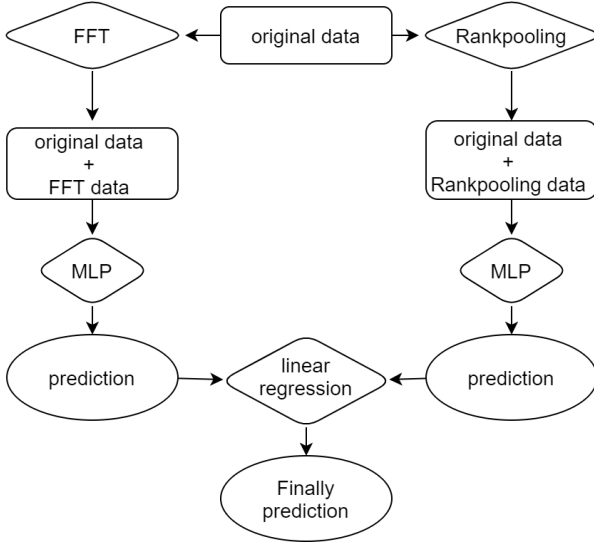 FFT
original data
Rankpooling
original data
+
FFT data
original data
+
Rankpooling data
MLP
MLP
prediction
linear
regression
prediction
Finally
prediction